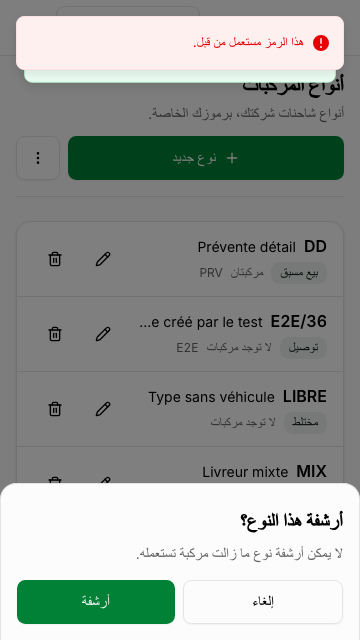 هذا الرمز مستعمل من قبل.
أنواع المركبات
أنواع شاحنات شركتك، برموزك الخاصة.
+ نوع جديد
DD Prévente détail
بيع مسبق مركبتان PRV
E2E/36 e créé par le test...
توصيل لا توجد مركبات E2E
LIBRE Type sans véhicule
مختلط لا توجد مركبات
MIX Livreur mixte
أرشفة هذا النوع؟
لا يمكن أرشفة نوع ما زالت مركبة تستعمله.
إلغاء
أرشفة